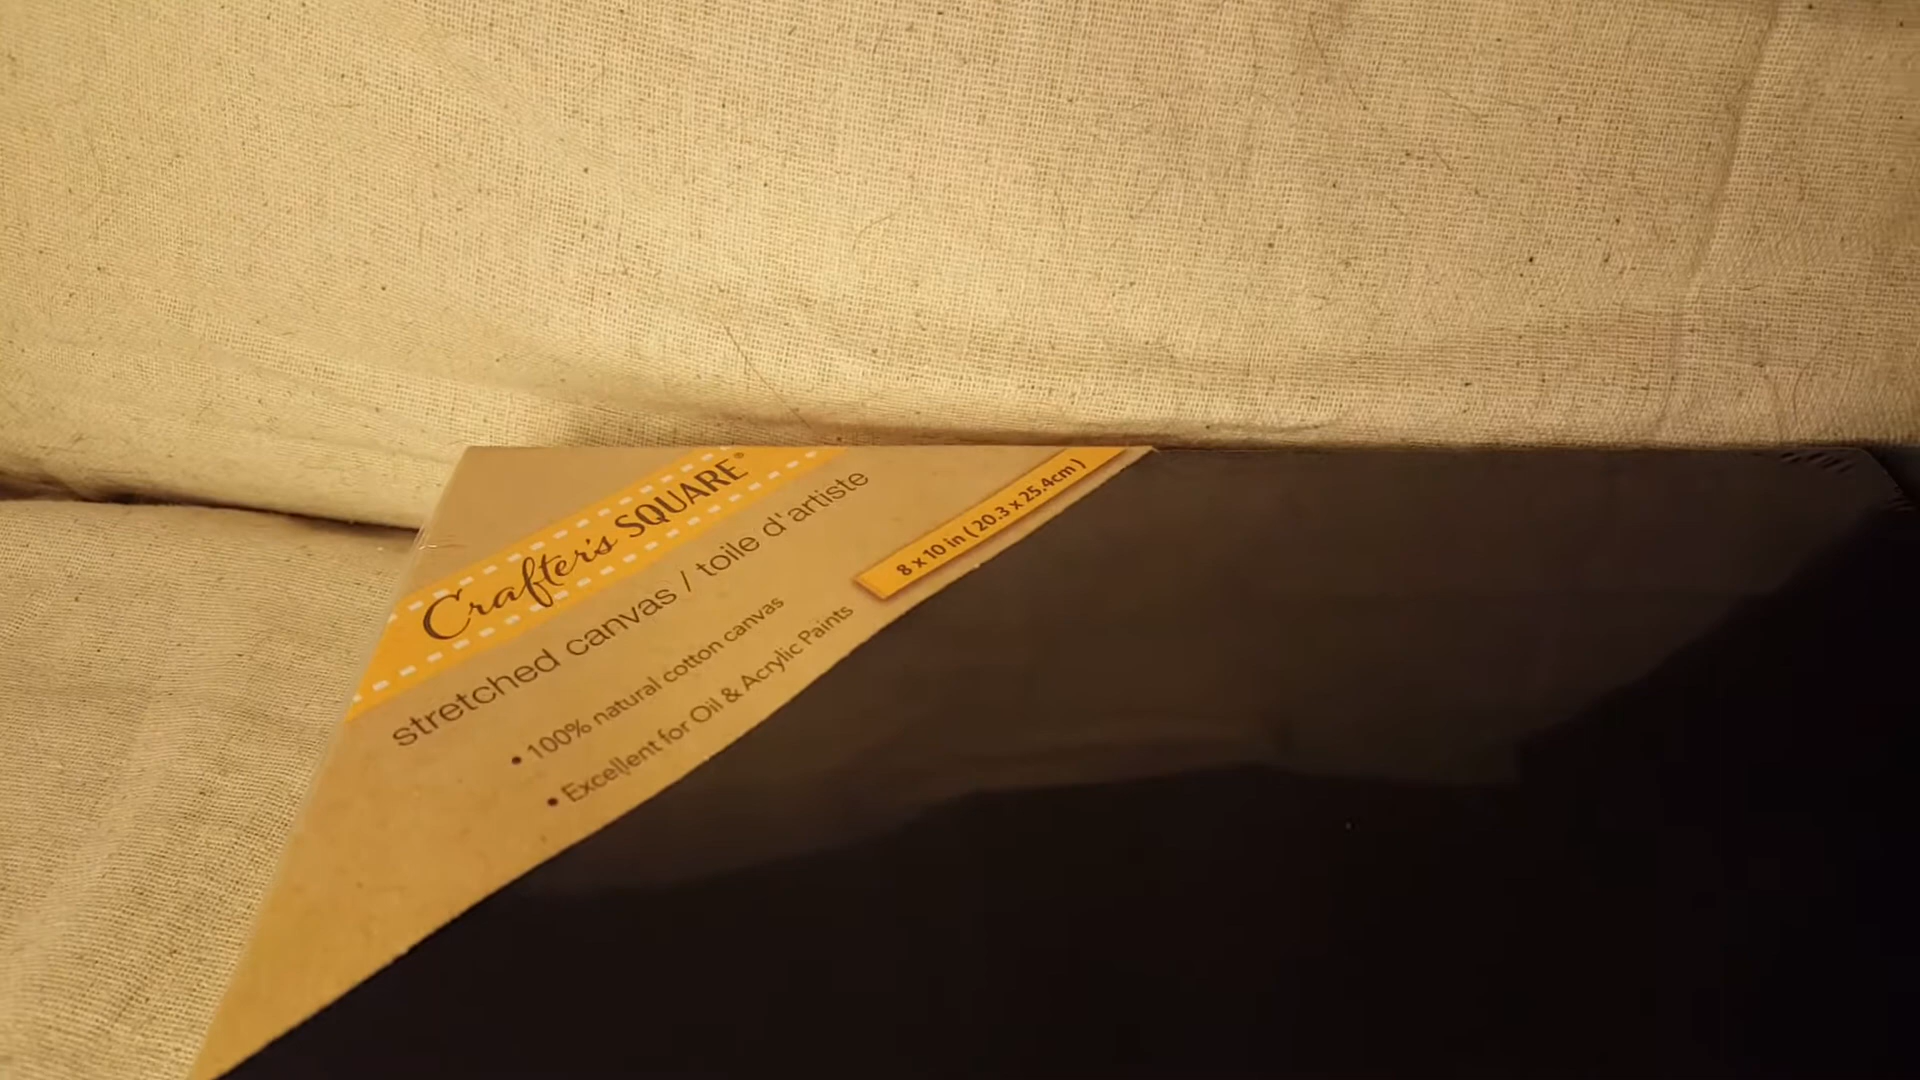 Crafter's SQUARE®
stretched canvas / toile d'artiste
8 x 10 in ( 20.3 x 25.4cm )
• 100% natural cotton canvas
• Excellent for Oil & Acrylic Paints